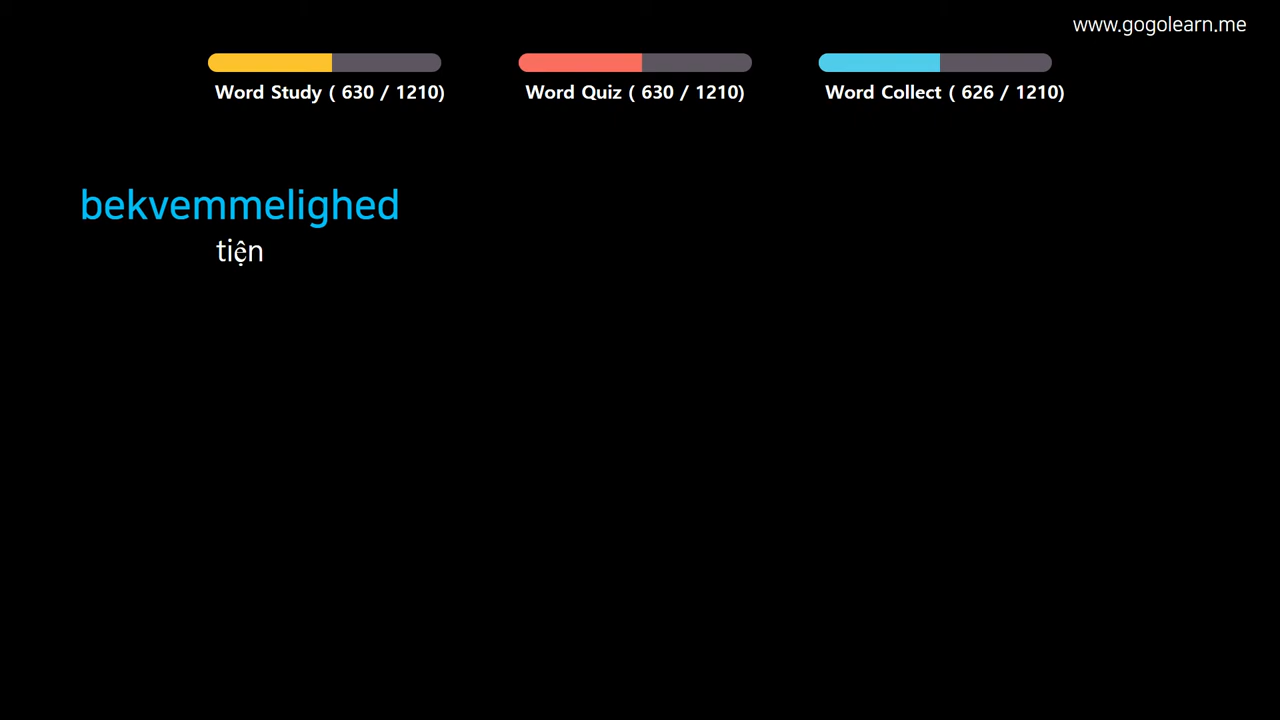 www.gogolearn.me
Word Study ( 630 / 1210)
Word Quiz ( 630 / 1210)
Word Collect ( 626 / 1210)
bekvemmelighed
tiện